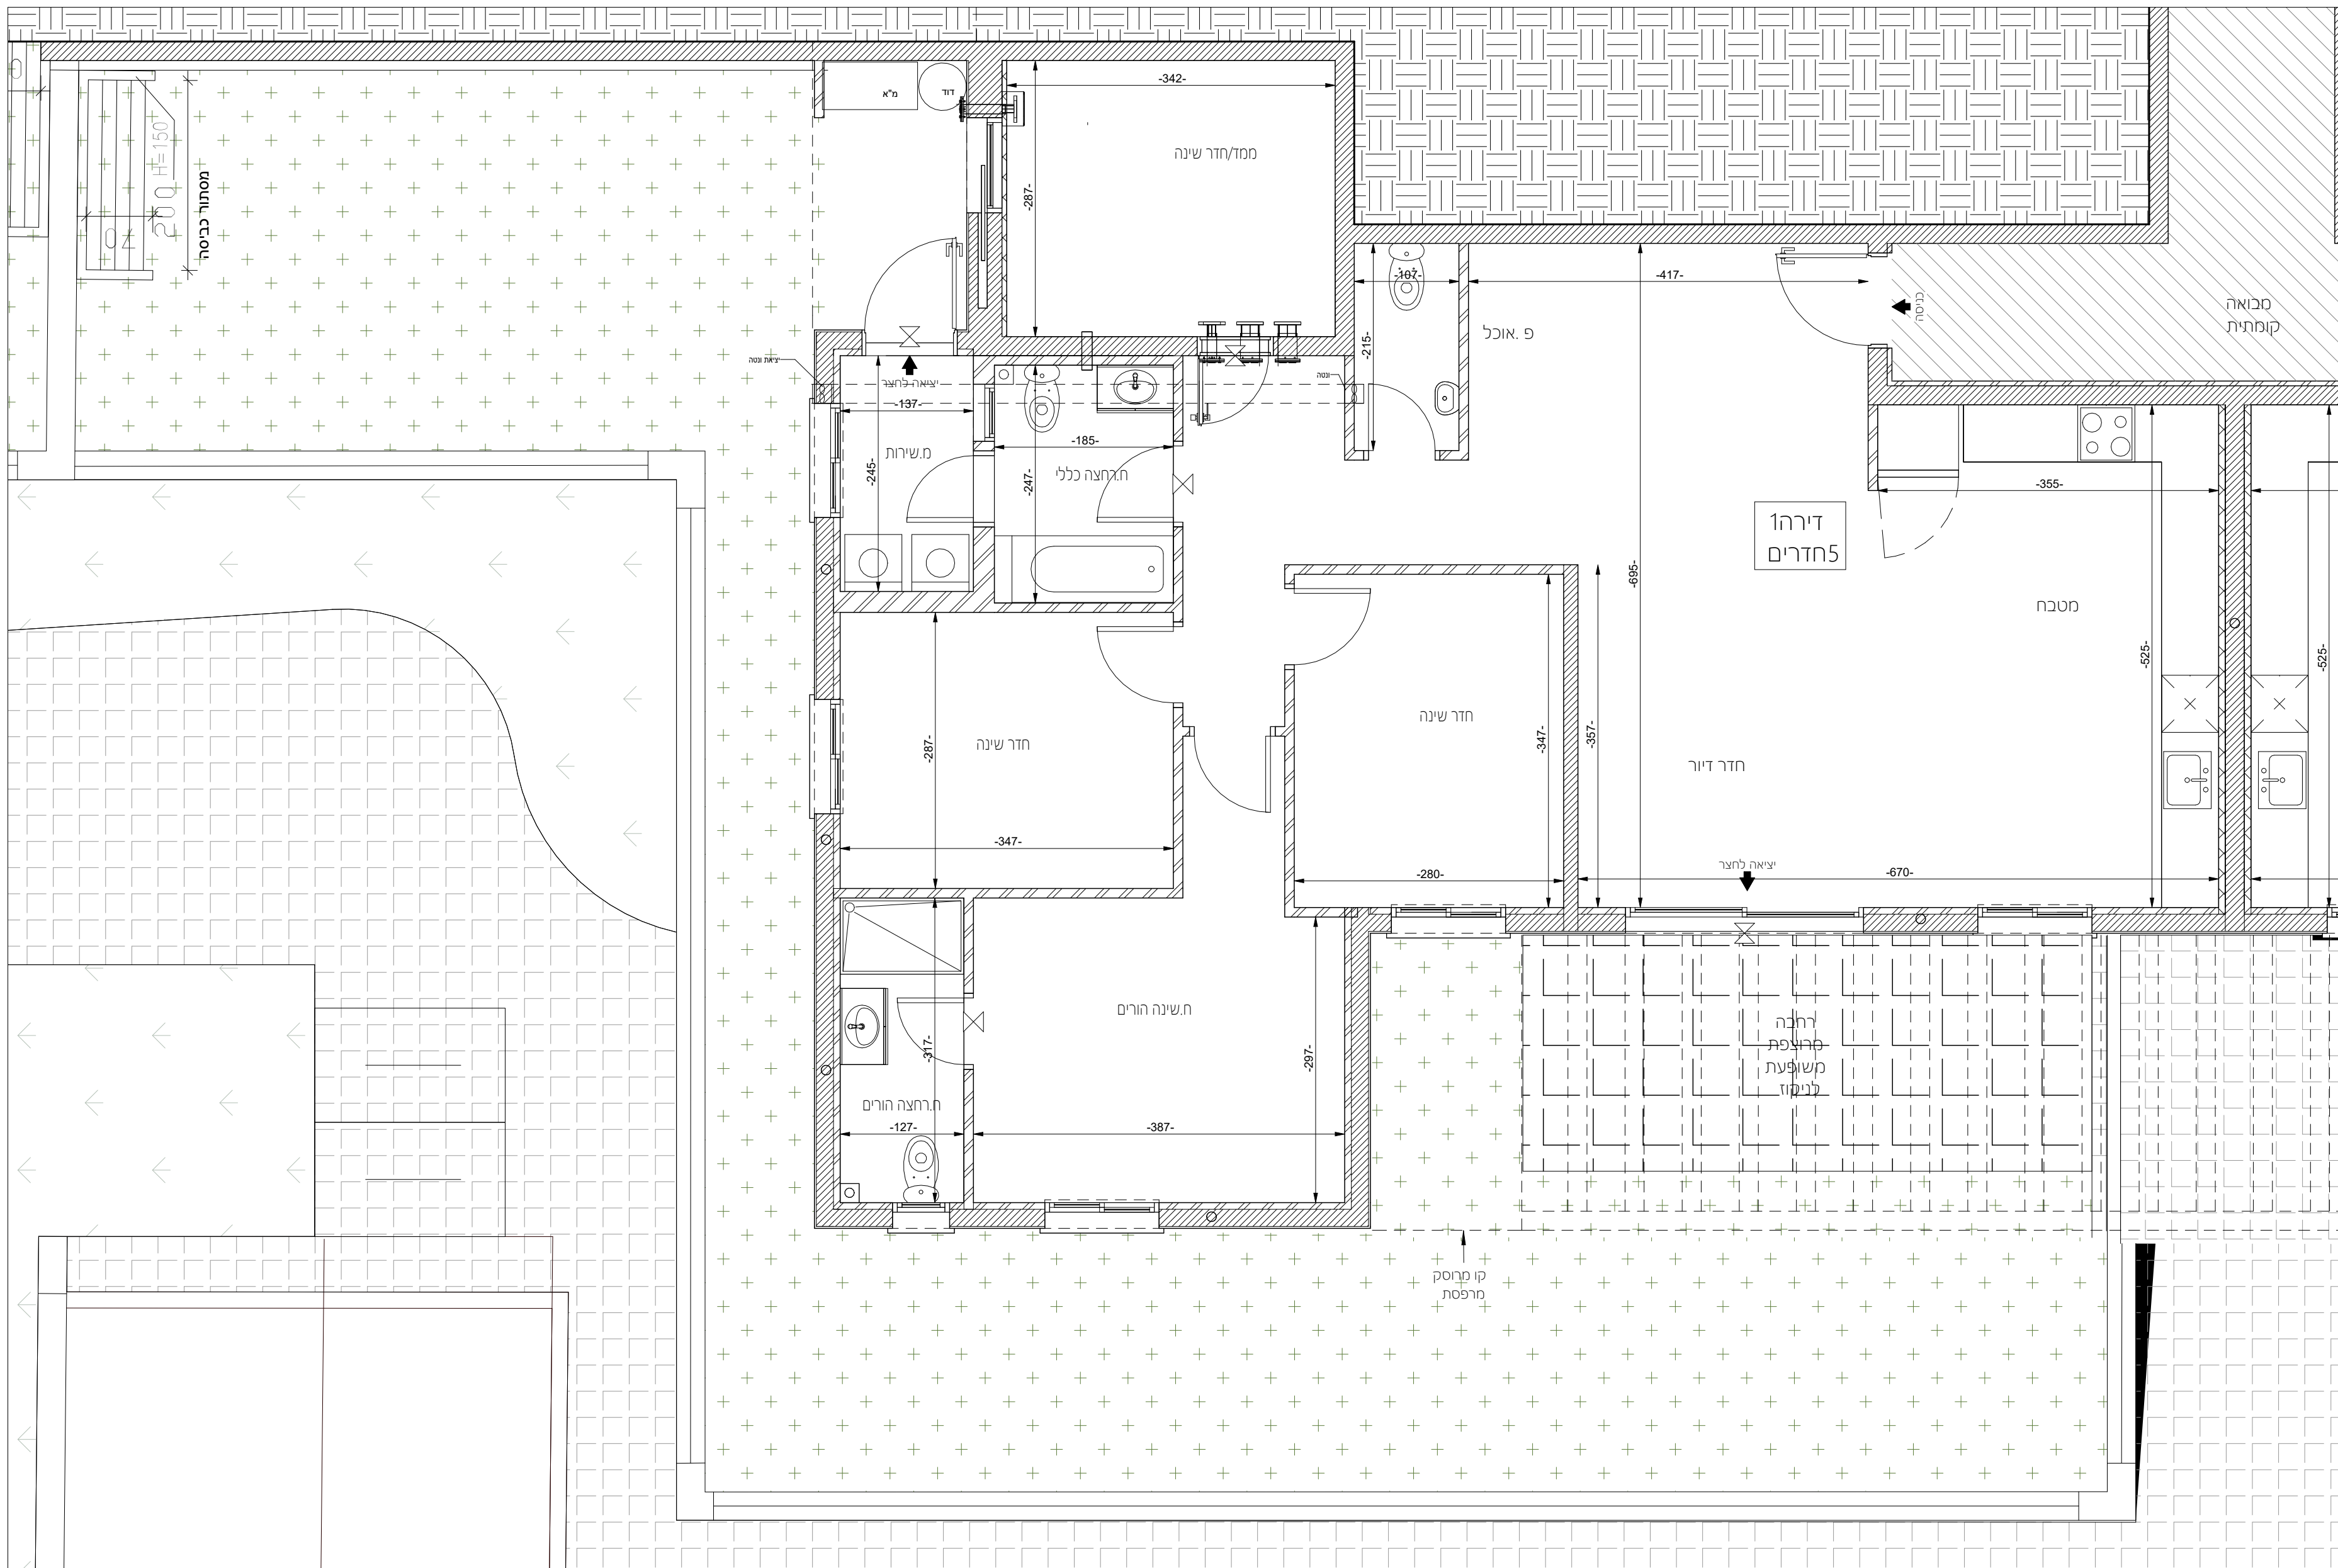 מ"א
דוד
-342-
ממד/חדר שינה
-287-
H=150
200
70
מסתור כביסה
-107-
-417-
-215-
פ .אוכל
כניסה
מבואה
קומתית
יציאת ונטה
יציאה לחצר
ונטה
-137-
-185-
-245-
מ.שירות
-247-
ח.רחצה כללי
-355-
דירה1
5חדרים
-695-
מטבח
-525-
-525-
חדר שינה
-287-
-347-
חדר שינה
-347-
-357-
-280-
חדר דיור
יציאה לחצר
-670-
-317-
ח.שינה הורים
-297-
ח.רחצה הורים
-127-
-387-
רחבה
מרוצפת
משופעת
לניקוז
קו מרוסק
מרפסת